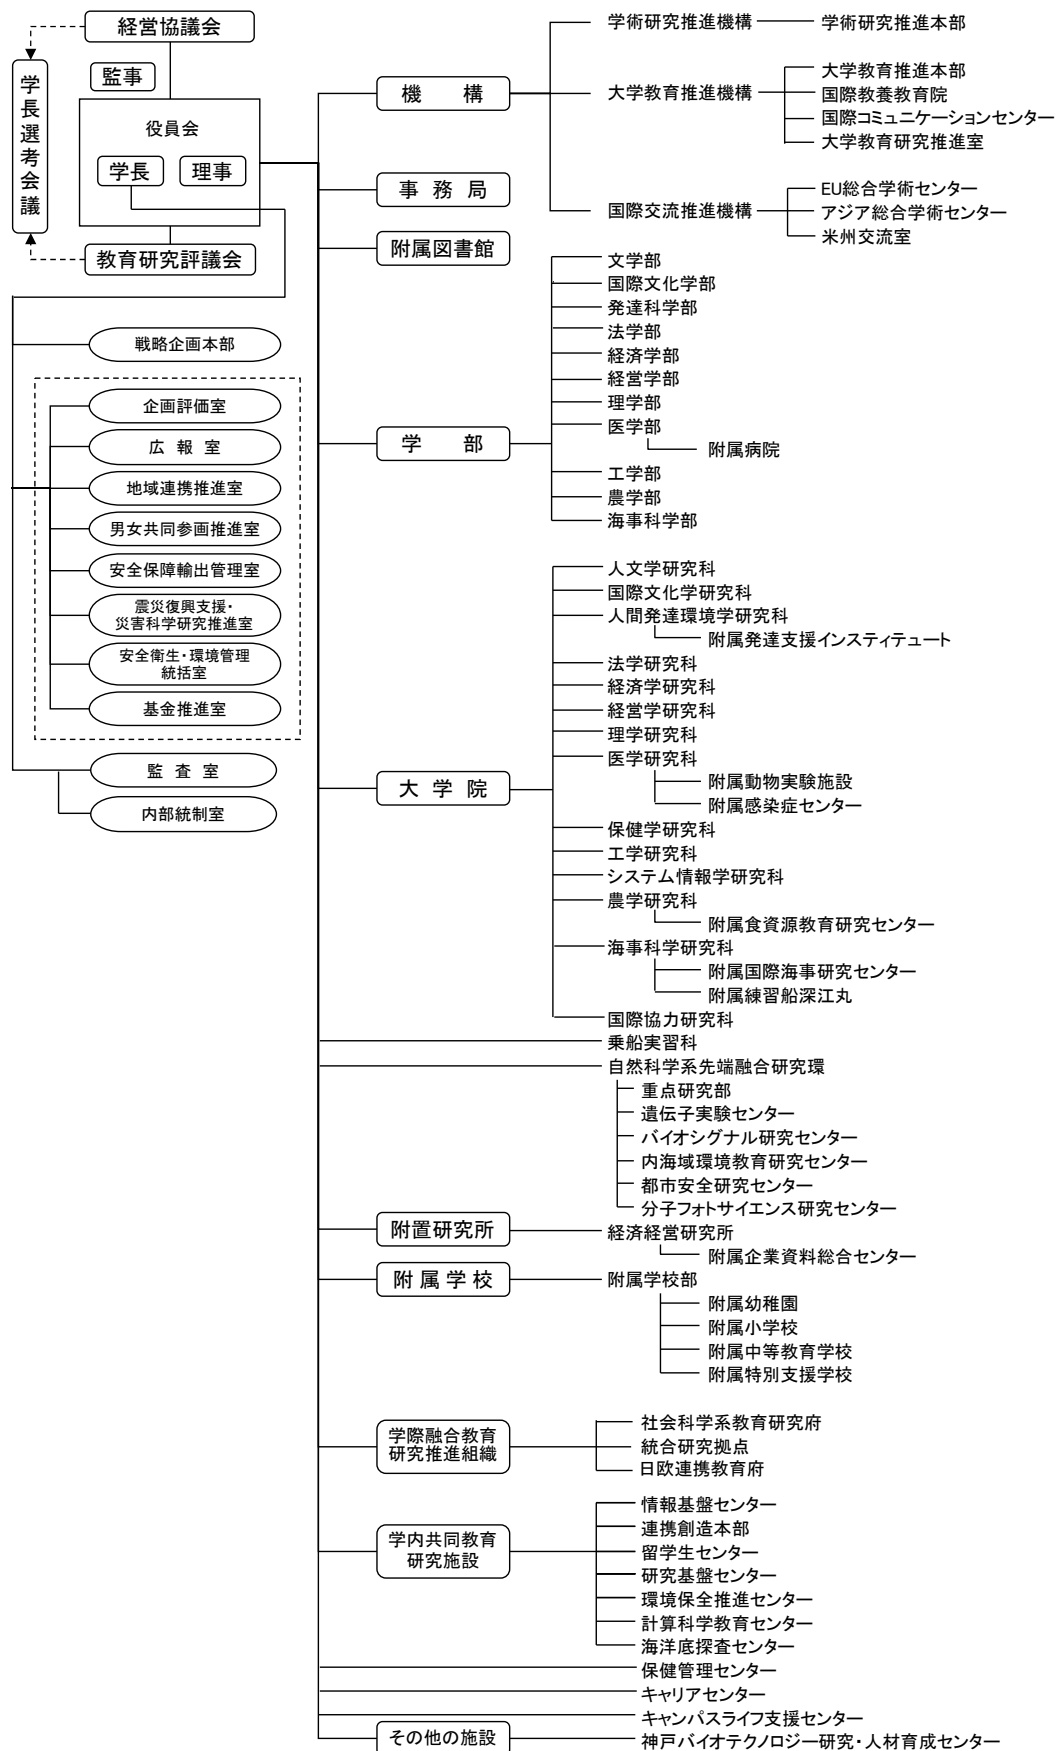 経営協議会
監事
学長選考会議
役員会
学長
理事
教育研究評議会
戦略企画本部
企画評価室
広 報 室
地域連携推進室
男女共同参画推進室
安全保障輸出管理室
震災復興支援・
災害科学研究推進室
安全衛生・環境管理
統括室
基金推進室
監 査 室
内部統制室
機 構
学術研究推進機構
学術研究推進本部
大学教育推進機構
大学教育推進本部
国際教養教育院
国際コミュニケーションセンター
大学教育研究推進室
国際交流推進機構
EU総合学術センター
アジア総合学術センター
米州交流室
事 務 局
附属図書館
学 部
文学部
国際文化学部
発達科学部
法学部
経済学部
経営学部
理学部
医学部
附属病院
工学部
農学部
海事科学部
大 学 院
人文学研究科
国際文化学研究科
人間発達環境学研究科
附属発達支援インスティテュート
法学研究科
経済学研究科
経営学研究科
理学研究科
医学研究科
附属動物実験施設
附属感染症センター
保健学研究科
工学研究科
システム情報学研究科
農学研究科
附属食資源教育研究センター
海事科学研究科
附属国際海事研究センター
附属練習船深江丸
国際協力研究科
乗船実習科
自然科学系先端融合研究環
重点研究部
遺伝子実験センター
バイオシグナル研究センター
内海域環境教育研究センター
都市安全研究センター
分子フォトサイエンス研究センター
附置研究所
経済経営研究所
附属企業資料総合センター
附 属 学 校
附属学校部
附属幼稚園
附属小学校
附属中等教育学校
附属特別支援学校
学際融合教育
研究推進組織
社会科学系教育研究府
統合研究拠点
日欧連携教育府
学内共同教育
研究施設
情報基盤センター
連携創造本部
留学生センター
研究基盤センター
環境保全推進センター
計算科学教育センター
海洋底探査センター
保健管理センター
キャリアセンター
キャンパスライフ支援センター
その他の施設
神戸バイオテクノロジー研究・人材育成センター